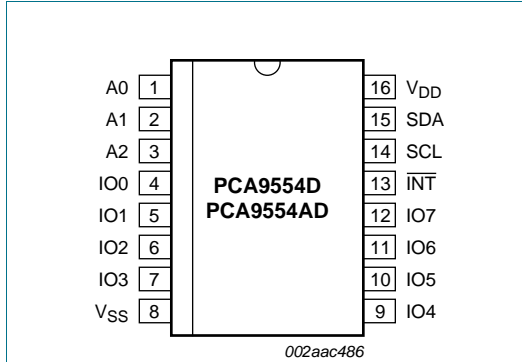 A0 1 16 VDD
A1 2 15 SDA
A2 3 14 SCL
IO0 4 13 INT
IO1 5 PCA9554D 12 IO7
IO2 6 PCA9554AD 11 IO6
IO3 7 10 IO5
VSS 8 9 IO4
002aac486